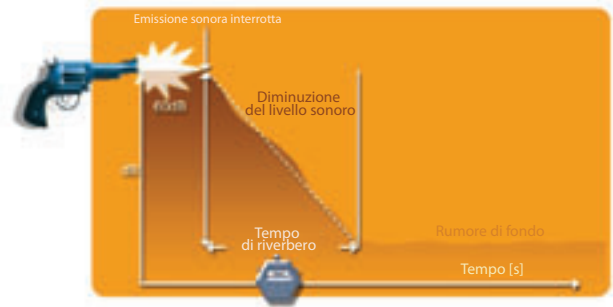 Emissione sonora interrotta
Diminuzione
del livello sonoro
Tempo
di riverbero
Rumore di fondo
Tempo [s]